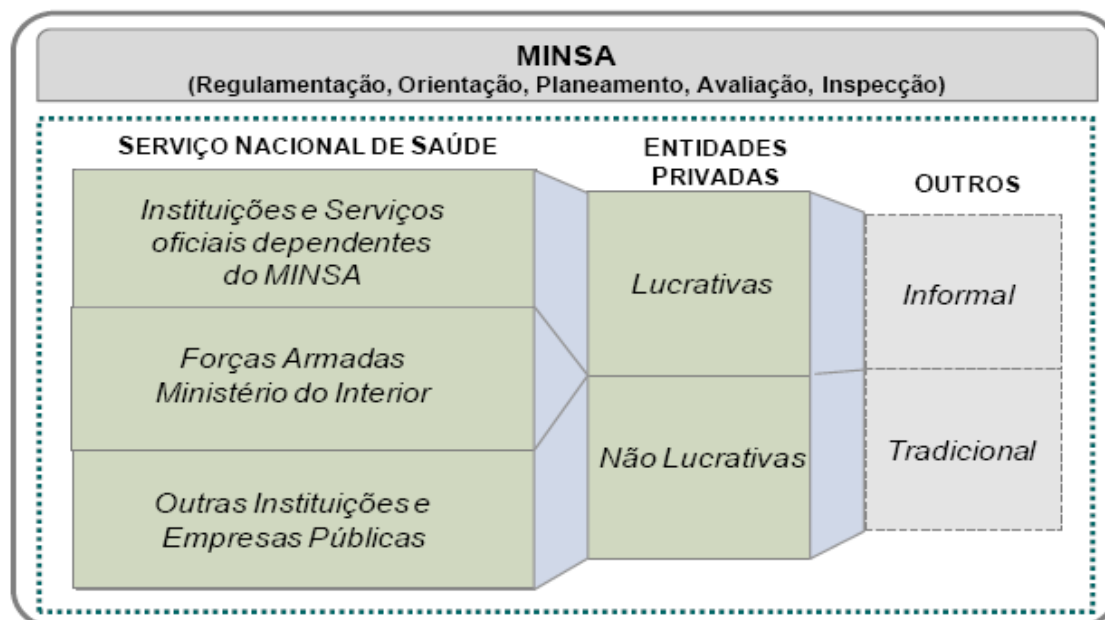 MINSA
(Regulamentação, Orientação, Planeamento, Avaliação, Inspecção)
SERVIÇO NACIONAL DE SAÚDE
Instituições e Serviços
oficiais dependentes
do MINSA
Forças Armadas
Ministério do Interior
Outras Instituições e
Empresas Públicas
ENTIDADES
PRIVADAS
Lucrativas
Não Lucrativas
OUTROS
Informal
Tradicional